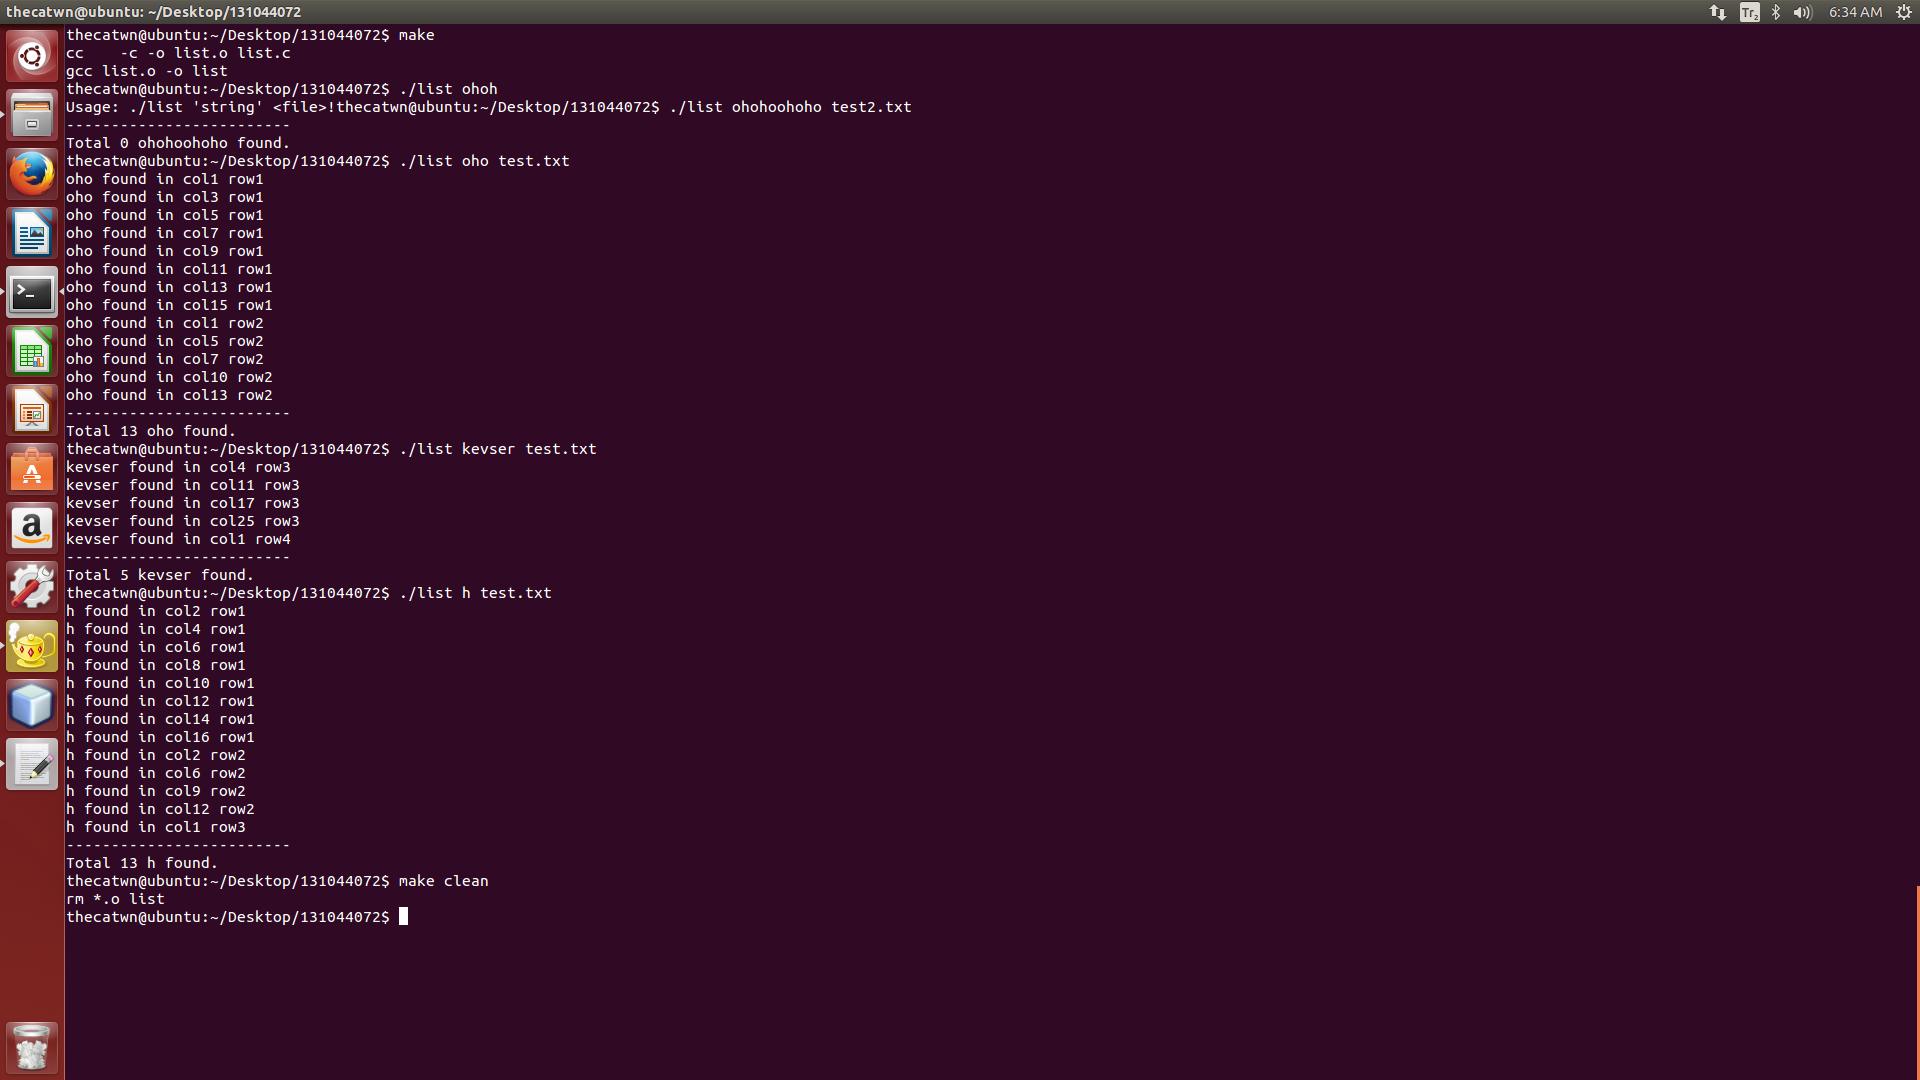 thecatwn@ubuntu: ~/Desktop/131044072
Tr2
6:34 AM
thecatwn@ubuntu:~/Desktop/131044072$ make
cc    -c -o list.o list.c
gcc list.o -o list
thecatwn@ubuntu:~/Desktop/131044072$ ./list ohoh
Usage: ./list 'string' <file>!thecatwn@ubuntu:~/Desktop/131044072$ ./list ohohoohoho test2.txt
-------------------------
Total 0 ohohoohoho found.
thecatwn@ubuntu:~/Desktop/131044072$ ./list oho test.txt
oho found in col1 row1
oho found in col3 row1
oho found in col5 row1
oho found in col7 row1
oho found in col9 row1
oho found in col11 row1
oho found in col13 row1
oho found in col15 row1
oho found in col1 row2
oho found in col5 row2
oho found in col7 row2
oho found in col10 row2
oho found in col13 row2
-------------------------
Total 13 oho found.
thecatwn@ubuntu:~/Desktop/131044072$ ./list kevser test.txt
kevser found in col4 row3
kevser found in col11 row3
kevser found in col17 row3
kevser found in col25 row3
kevser found in col1 row4
-------------------------
Total 5 kevser found.
thecatwn@ubuntu:~/Desktop/131044072$ ./list h test.txt
h found in col2 row1
h found in col4 row1
h found in col6 row1
h found in col8 row1
h found in col10 row1
h found in col12 row1
h found in col14 row1
h found in col16 row1
h found in col2 row2
h found in col6 row2
h found in col9 row2
h found in col12 row2
h found in col1 row3
-------------------------
Total 13 h found.
thecatwn@ubuntu:~/Desktop/131044072$ make clean
rm *.o list
thecatwn@ubuntu:~/Desktop/131044072$